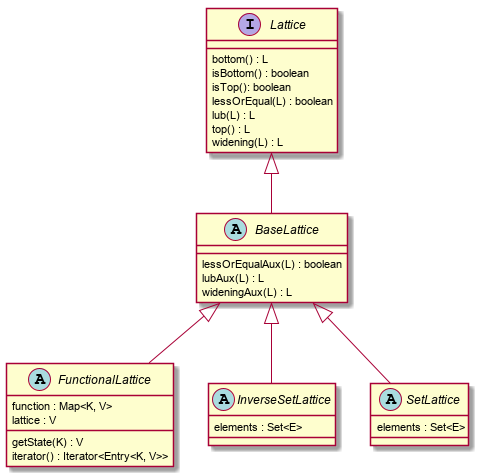 I Lattice
bottom() : L
isBottom() : boolean
isTop(): boolean
lessOrEqual(L) : boolean
lub(L) : L
top() : L
widening(L) : L
A BaseLattice
lessOrEqualAux(L) : boolean
lubAux(L) : L
wideningAux(L) : L
A FunctionalLattice
function : Map<K, V>
lattice : V
getState(K) : V
iterator() : Iterator<Entry<K, V>>
A InverseSetLattice
elements : Set<E>
A SetLattice
elements : Set<E>